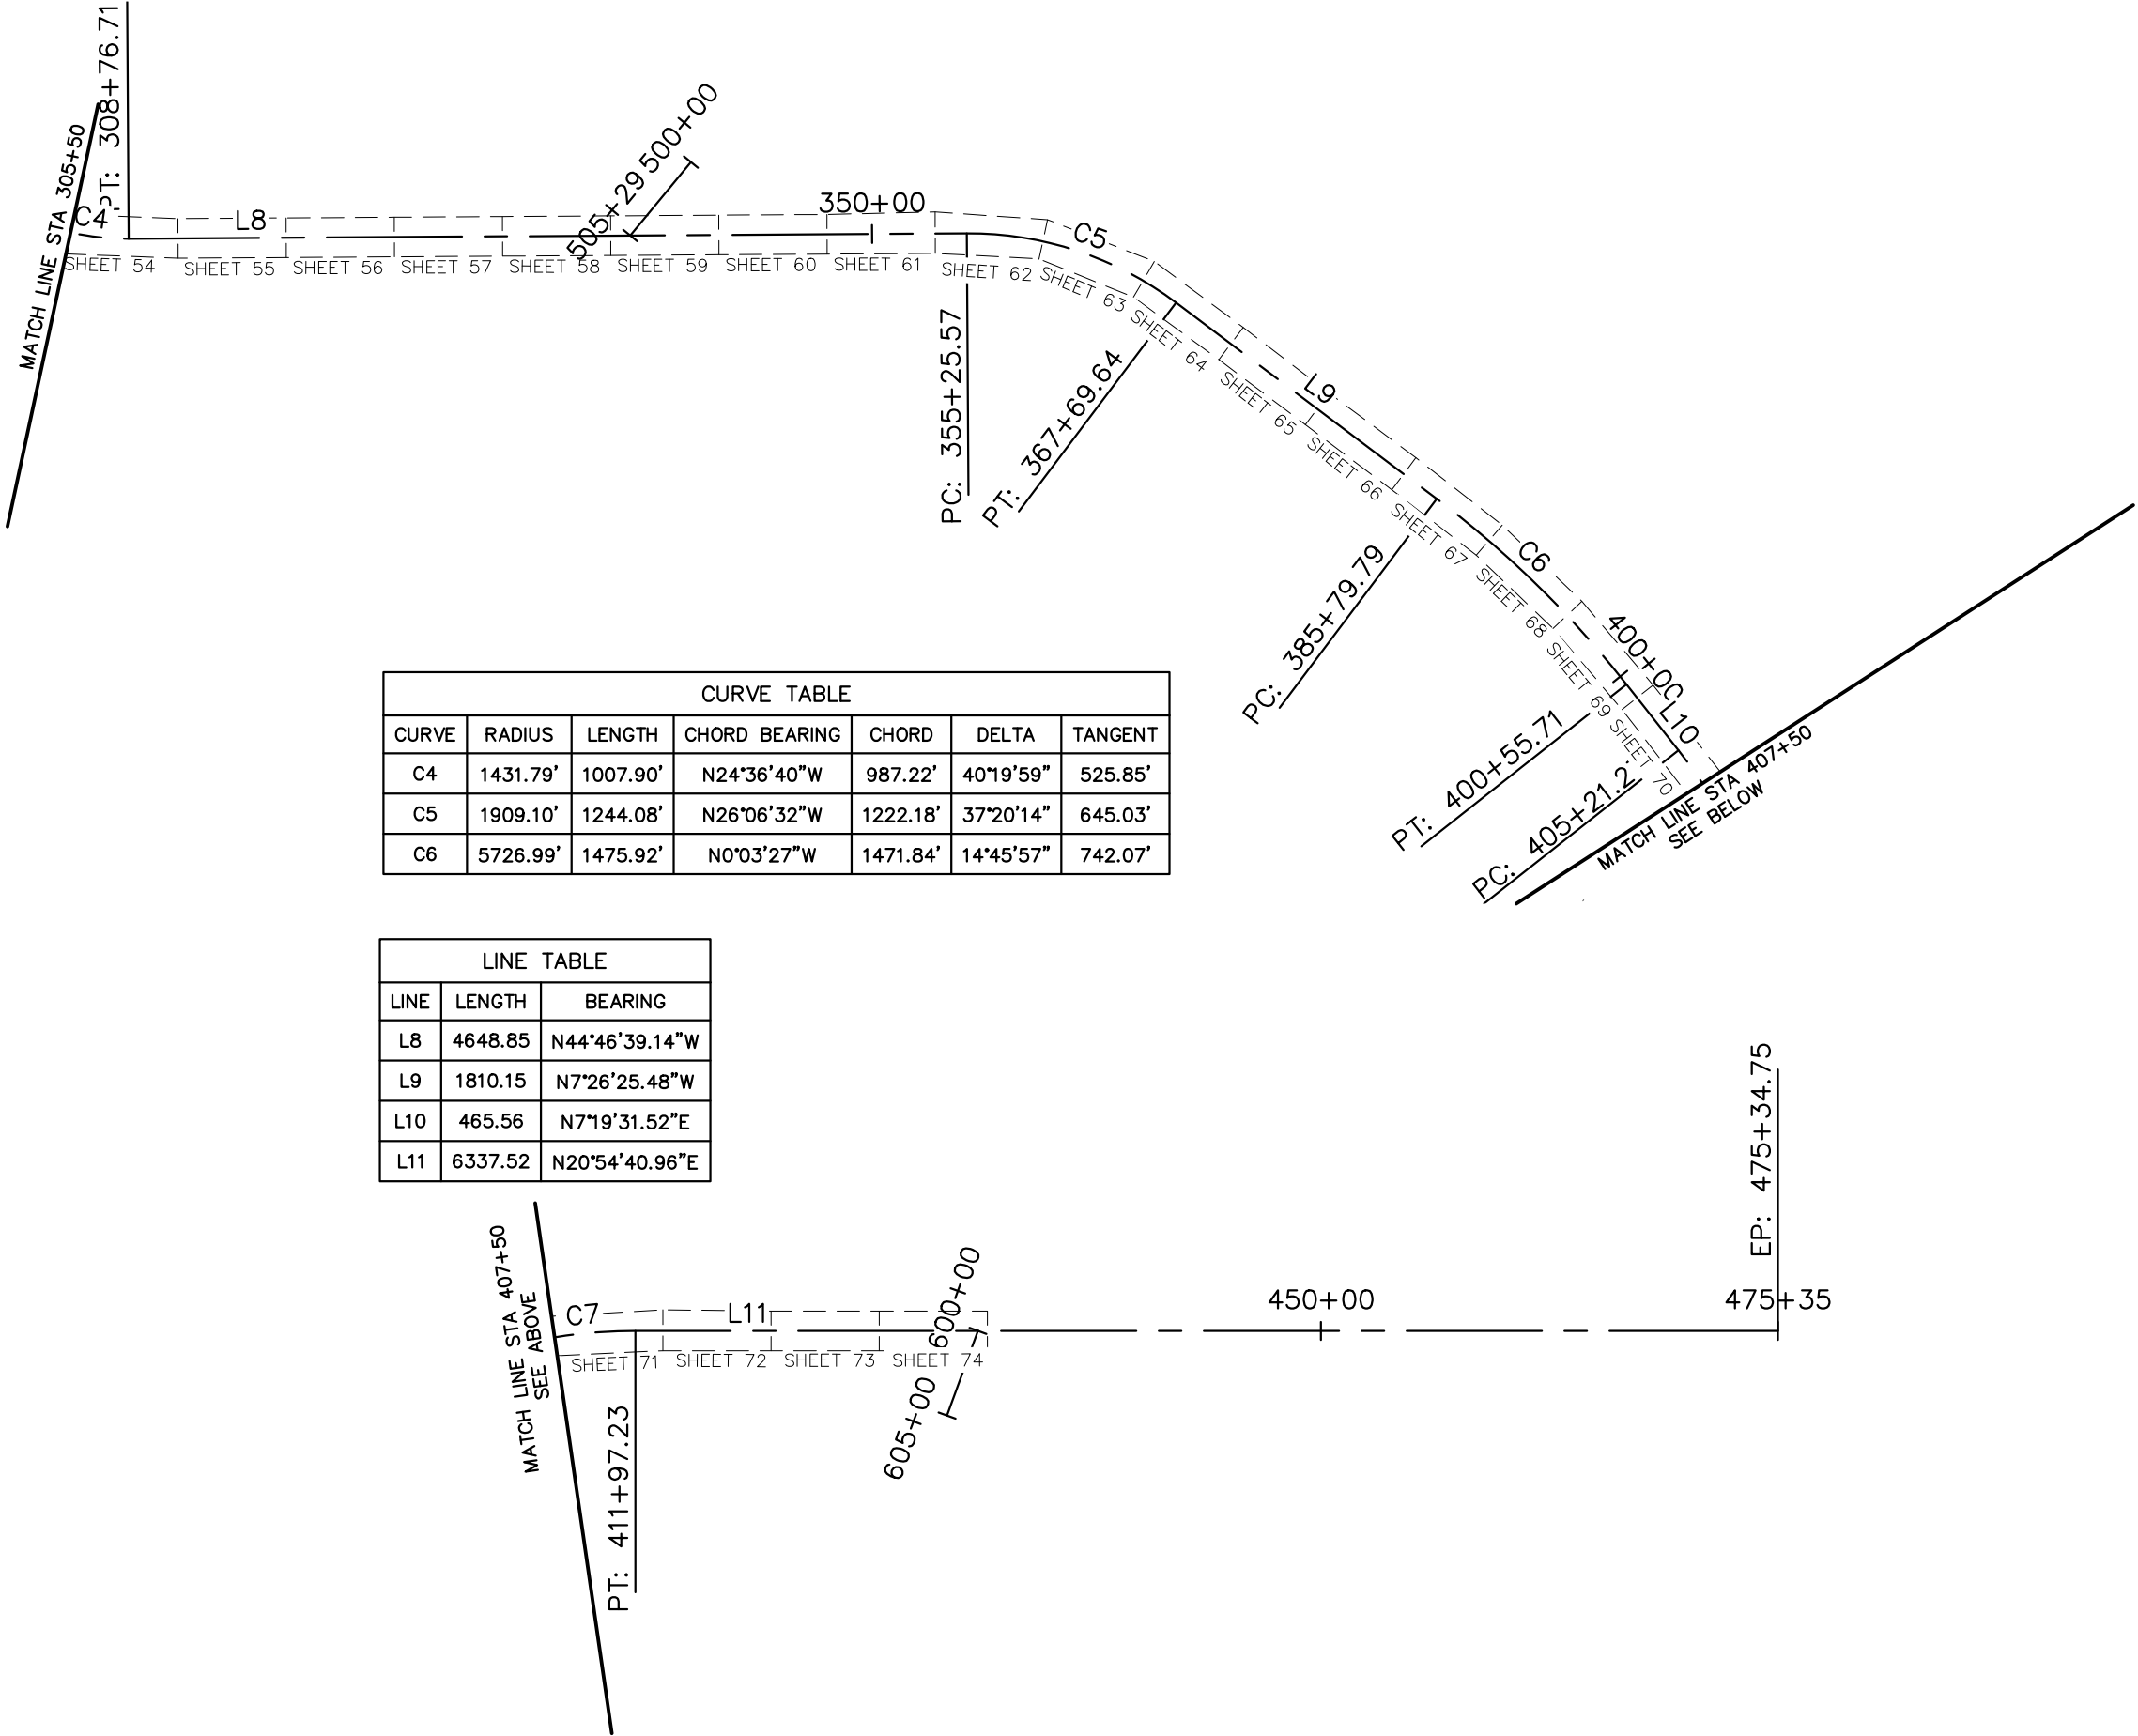 PT: 308+76.71
MATCH LINE STA 305+50
C4
L8
505+29
500+00
350+00
C5
SHEET 54
SHEET 55
SHEET 56
SHEET 57
SHEET 58
SHEET 59
SHEET 60
SHEET 61
SHEET 62
SHEET 63
SHEET 64
SHEET 65
SHEET 66
SHEET 67
SHEET 68
SHEET 69
SHEET 70
PC: 355+25.57
PT: 367+69.64
L9
PC: 385+79.79
C6
400+00
L10
PT: 400+55.71
PC: 405+21.2
MATCH LINE STA 407+50
SEE BELOW
CURVE TABLE
CURVE RADIUS LENGTH CHORD BEARING CHORD DELTA TANGENT
C4 1431.79' 1007.90' N24°36'40"W 987.22' 40°19'59" 525.85'
C5 1909.10' 1244.08' N26°06'32"W 1222.18' 37°20'14" 645.03'
C6 5726.99' 1475.92' N0°03'27"W 1471.84' 14°45'57" 742.07'
LINE TABLE
LINE LENGTH BEARING
L8 4648.85 N44°46'39.14"W
L9 1810.15 N7°26'25.48"W
L10 465.56 N7°19'31.52"E
L11 6337.52 N20°54'40.96"E
MATCH LINE STA 407+50
SEE ABOVE
C7
L11
600+00
605+00
450+00
475+35
EP: 475+34.75
SHEET 71
SHEET 72
SHEET 73
SHEET 74
PT: 411+97.23